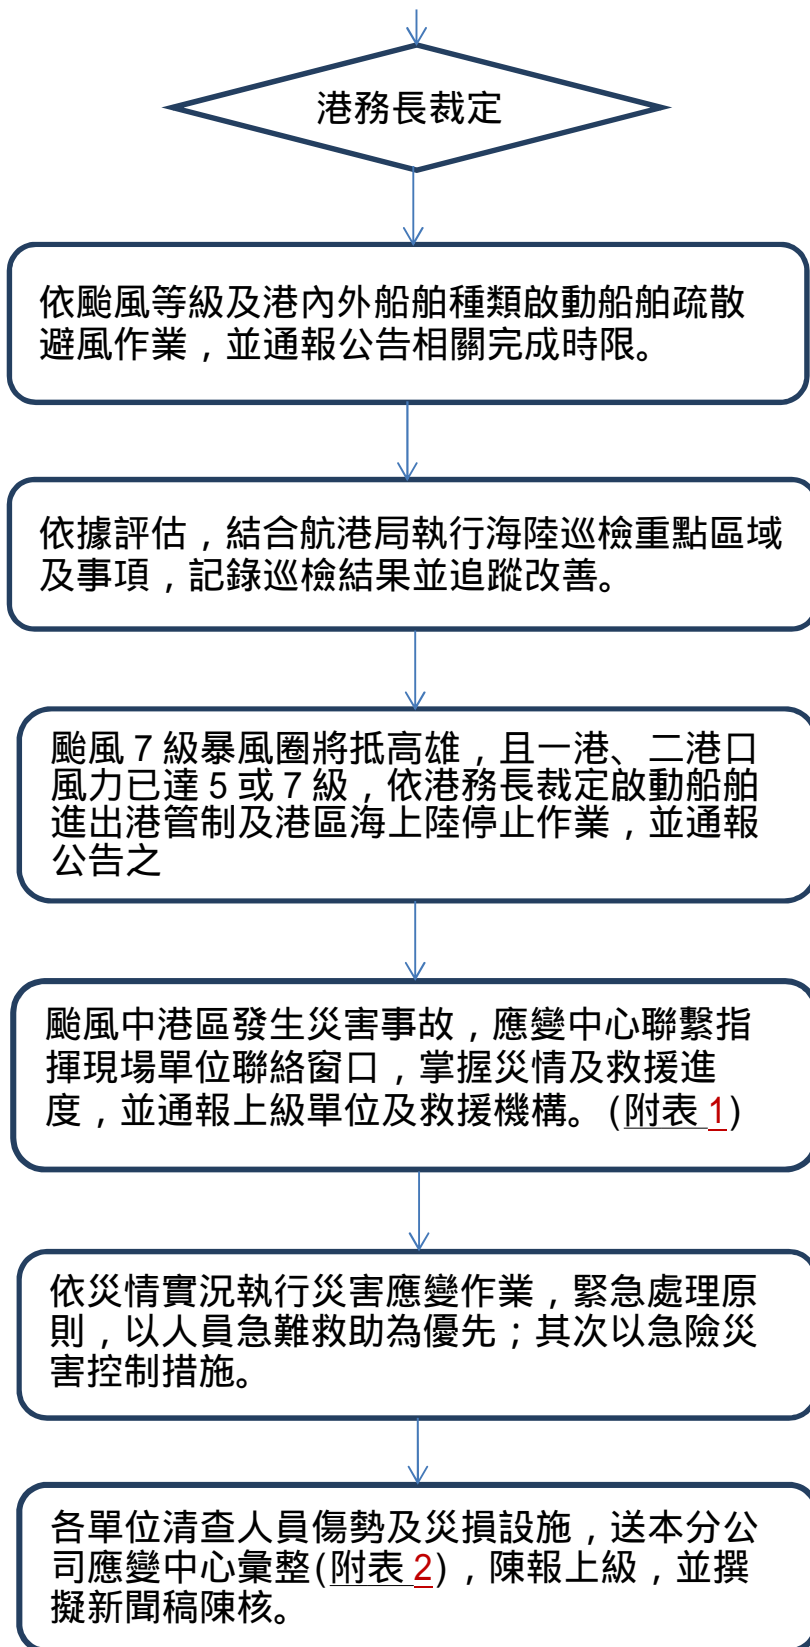 港務長裁定
依颱風等級及港內外船舶種類啟動船舶疏散
避風作業，並通報公告相關完成時限。
依據評估，結合航港局執行海陸巡檢重點區域
及事項，記錄巡檢結果並追蹤改善。
颱風 7 級暴風圈將抵高雄，且一港、二港口
風力已達 5 或 7 級，依港務長裁定啟動船舶
進出港管制及港區海上陸停止作業，並通報
公告之
颱風中港區發生災害事故，應變中心聯繫指
揮現場單位聯絡窗口，掌握災情及救援進
度，並通報上級單位及救援機構。(附表 1)
依災情實況執行災害應變作業，緊急處理原
則，以人員急難救助為優先；其次以急險災
害控制措施。
各單位清查人員傷勢及災損設施，送本分公
司應變中心彙整(附表 2)，陳報上級，並撰
擬新聞稿陳核。